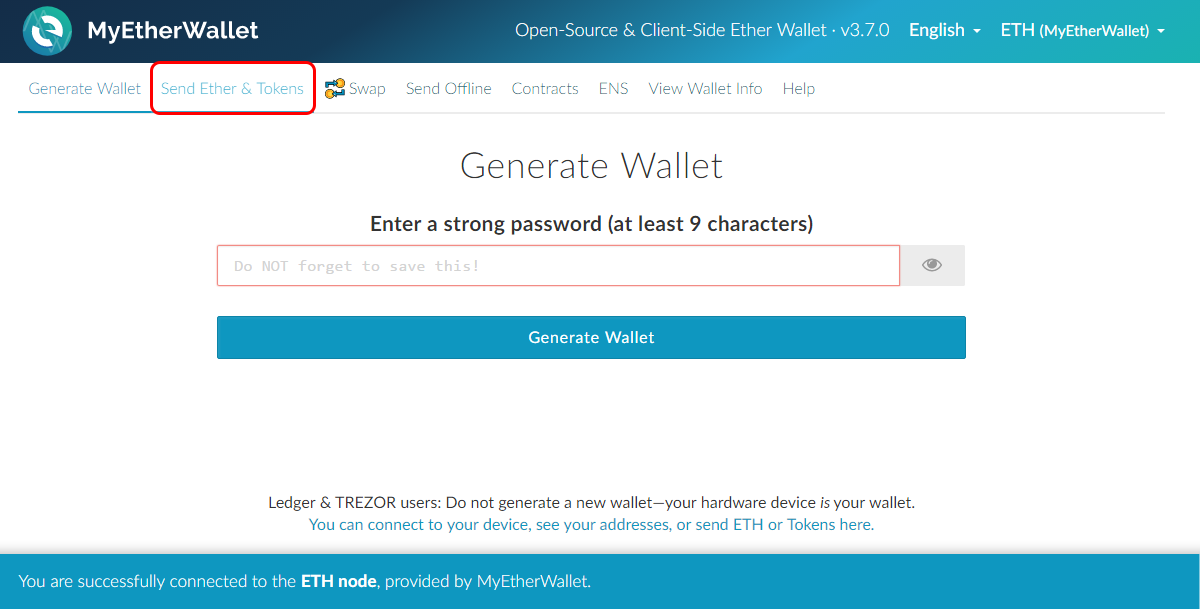 MyEtherWallet
Open-Source & Client-Side Ether Wallet · v3.7.0 English ETH (MyEtherWallet)
Generate Wallet Send Ether & Tokens Swap Send Offline Contracts ENS View Wallet Info Help
Generate Wallet
Enter a strong password (at least 9 characters)
Do NOT forget to save this!
Generate Wallet
Ledger & TREZOR users: Do not generate a new wallet—your hardware device is your wallet.
You can connect to your device, see your addresses, or send ETH or Tokens here.
You are successfully connected to the ETH node, provided by MyEtherWallet.